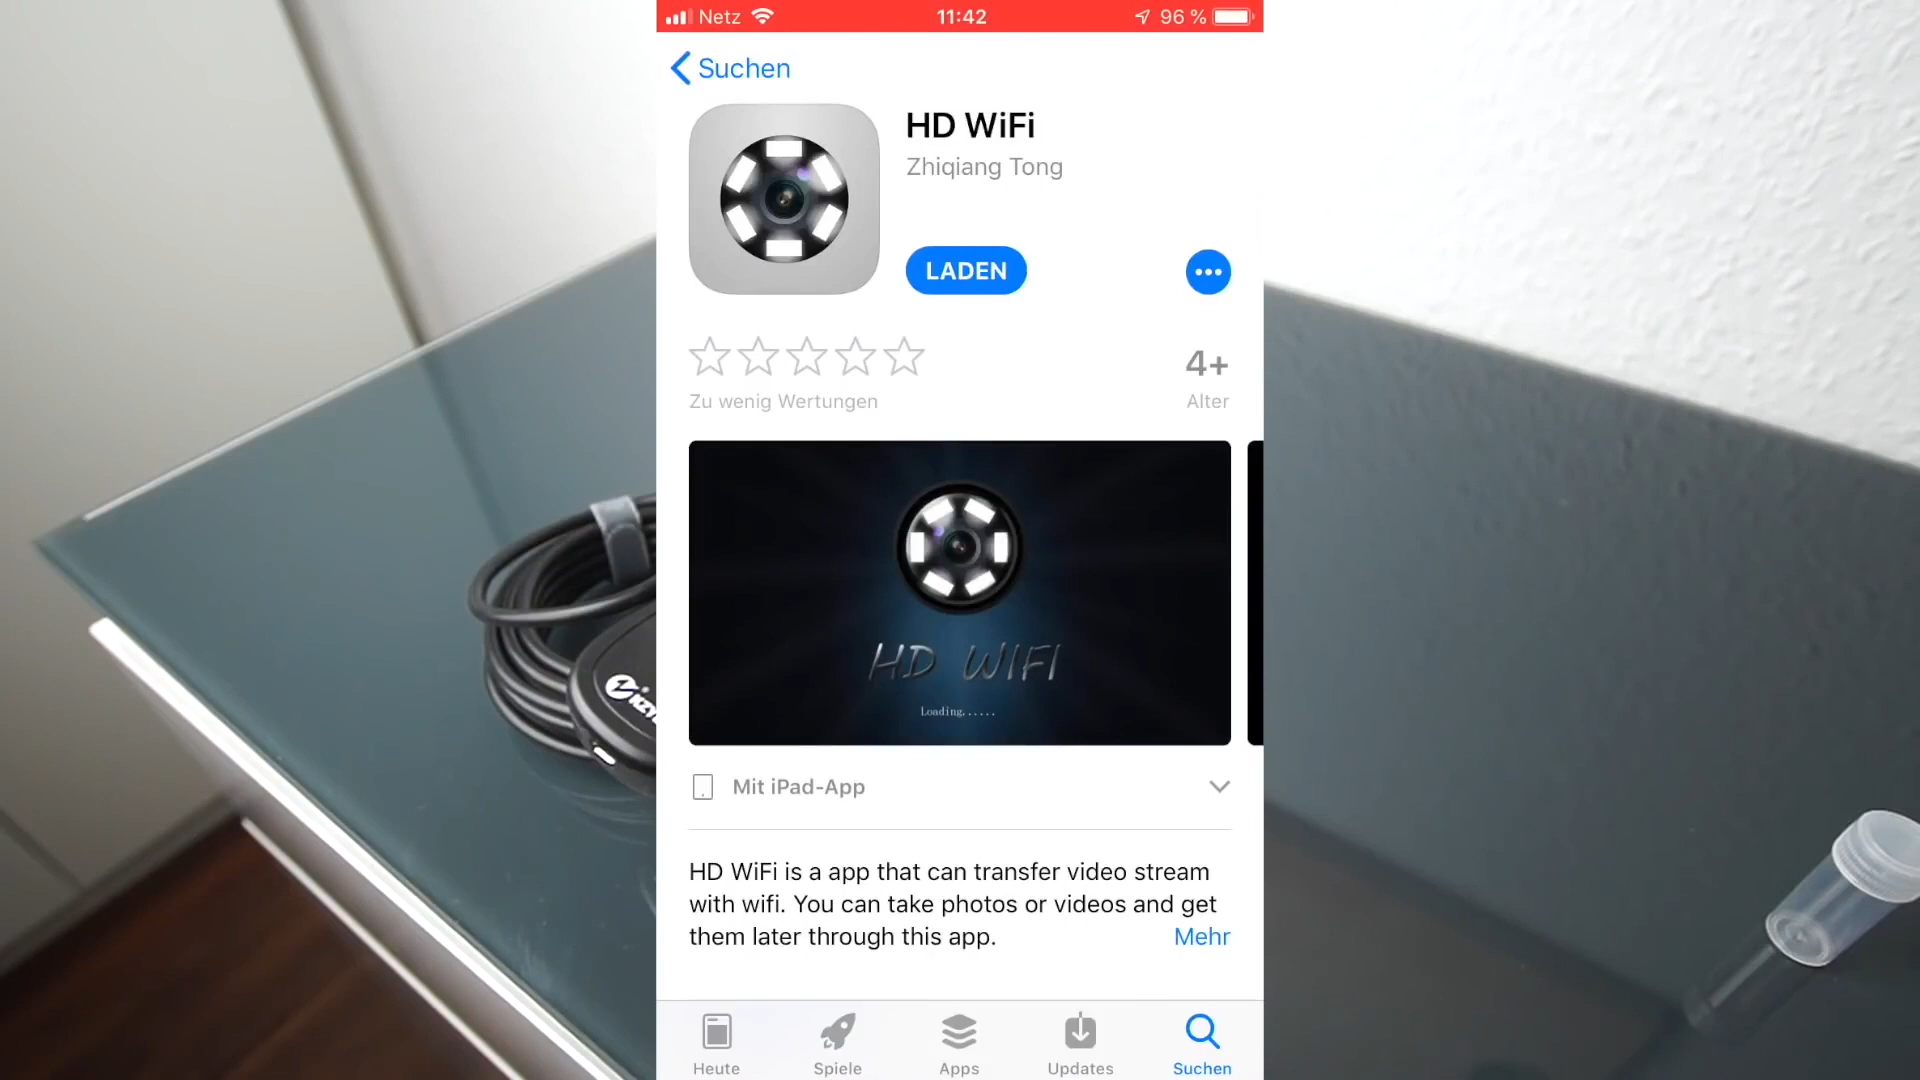 Netz 11:42 96 %
Suchen
HD WiFi
Zhiqiang Tong
LADEN
Zu wenig Wertungen
4+
Alter
HD WIFI
Loading......
Mit iPad-App
HD WiFi is a app that can transfer video stream
with wifi. You can take photos or videos and get
them later through this app. Mehr
Heute Spiele Apps Updates Suchen